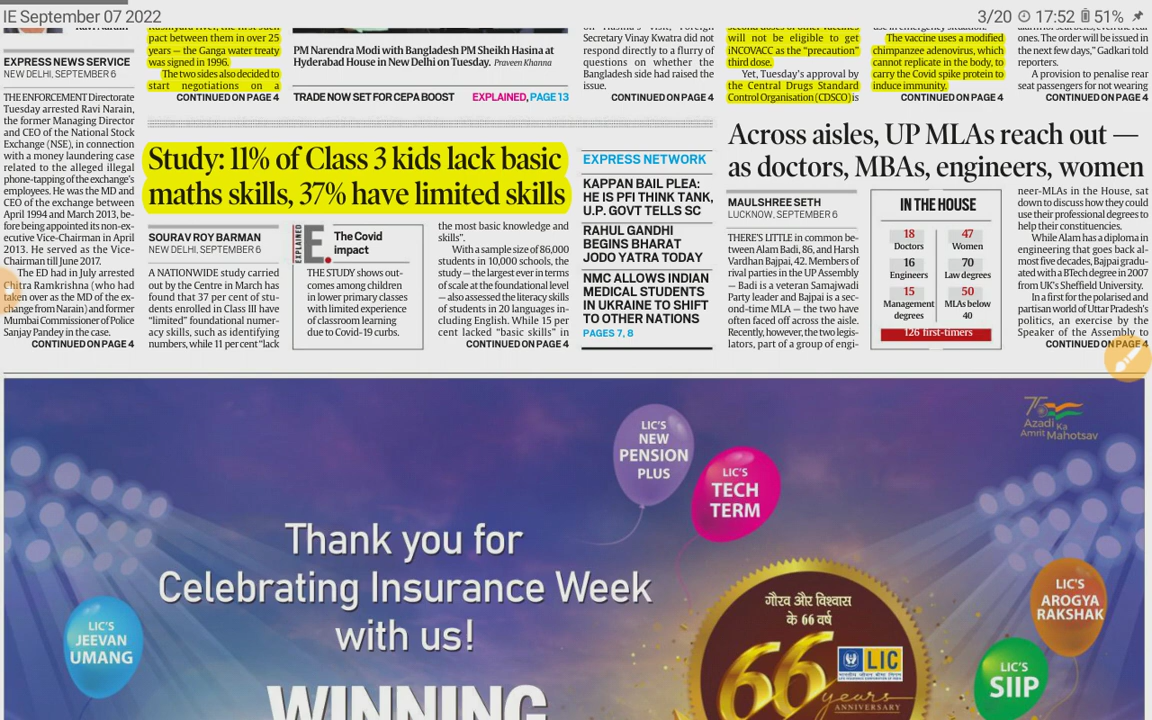 IE September 07 2022
3/20 17:52 51%
EXPRESS NEWS SERVICE
NEW DELHI, SEPTEMBER 6
THE ENFORCEMENT Directorate
Tuesday arrested Ravi Narain,
the former Managing Director
and CEO of the National Stock
Exchange (NSE), in connection
with a money laundering case
related to the alleged illegal
phone-tapping of the exchange's
employees. He was the MD and
CEO of the exchange between
April 1994 and March 2013, be-
fore being appointed its non-ex-
ecutive Vice-Chairman in April
2013. He served as the Vice-
Chairman till June 2017.
The ED had in July arrested
Chitra Ramkrishna (who had
taken over as the MD of the ex-
change from Narain) and former
Mumbai Commissioner of Police
Sanjay Pandey in the case.
pact between them in over 25
years — the Ganga water treaty
was signed in 1996.
The two sides also decided to
start negotiations on a
CONTINUED ON PAGE 4
PM Narendra Modi with Bangladesh PM Sheikh Hasina at
Hyderabad House in New Delhi on Tuesday. Praveen Khanna
TRADE NOW SET FOR CEPA BOOST EXPLAINED, PAGE 13
Secretary Vinay Kwatra did not
respond directly to a flurry of
questions on whether the
Bangladesh side had raised the
issue.
CONTINUED ON PAGE 4
will not be eligible to get
iNCOVACC as the "precaution"
third dose.
Yet, Tuesday's approval by
the Central Drugs Standard
Control Organisation (CDSCO) is
The vaccine uses a modified
chimpanzee adenovirus, which
cannot replicate in the body, to
carry the Covid spike protein to
induce immunity.
CONTINUED ON PAGE 4
ones. The order will be issued in
the next few days," Gadkari told
reporters.
A provision to penalise rear
seat passengers for not wearing
CONTINUED ON PAGE 4
Study: 11% of Class 3 kids lack basic
maths skills, 37% have limited skills
SOURAV ROY BARMAN
NEW DELHI, SEPTEMBER 6
A NATIONWIDE study carried
out by the Centre in March has
found that 37 per cent of stu-
dents enrolled in Class III have
"limited" foundational numer-
acy skills, such as identifying
numbers, while 11 per cent "lack
EXPLAINED
E.
The Covid
impact
THE STUDY shows out-
comes among children
in lower primary classes
with limited experience
of classroom learning
due to Covid-19 curbs.
the most basic knowledge and
skills".
With a sample size of 86,000
students in 10,000 schools, the
study — the largest ever in terms
of scale at the foundational level
— also assessed the literacy skills
of students in 20 languages in-
cluding English. While 15 per
cent lacked "basic skills" in
CONTINUED ON PAGE 4
EXPRESS NETWORK
KAPPAN BAIL PLEA:
HE IS PFI THINK TANK,
U.P. GOVT TELLS SC
RAHUL GANDHI
BEGINS BHARAT
JODO YATRA TODAY
NMC ALLOWS INDIAN
MEDICAL STUDENTS
IN UKRAINE TO SHIFT
TO OTHER NATIONS
PAGES 7, 8
Across aisles, UP MLAs reach out —
as doctors, MBAs, engineers, women
MAULSHREE SETH
LUCKNOW, SEPTEMBER 6
THERE'S LITTLE in common be-
tween Alam Badi, 86, and Harsh
Vardhan Bajpai, 42. Members of
rival parties in the UP Assembly
— Badi is a veteran Samajwadi
Party leader and Bajpai is a sec-
ond-time MLA — the two have
often faced off across the aisle.
Recently, however, the two legis-
lators, part of a group of engi-
IN THE HOUSE
18
Doctors
47
Women
16
Engineers
70
Law degrees
15
Management
degrees
50
MLAs below
40
126 first-timers
neer-MLAs in the House, sat
down to discuss how they could
use their professional degrees to
help their constituencies.
While Alam has a diploma in
engineering that goes back al-
most five decades, Bajpai gradu-
ated with a BTech degree in 2007
from UK's Sheffield University.
In a first for the polarised and
partisan world of Uttar Pradesh's
politics, an exercise by the
Speaker of the Assembly to
CONTINUED ON PAGE 4
75
Azadi Ka
Amrit Mahotsav
LIC'S
NEW
PENSION
PLUS
LIC'S
TECH
TERM
Thank you for
Celebrating Insurance Week
with us!
WINNING
LIC'S
JEEVAN
UMANG
गौरव और विश्वास
के 66 वर्ष
66
LIC
years
ANNIVERSARY
LIC'S
AROGYA
RAKSHAK
LIC'S
SIIP